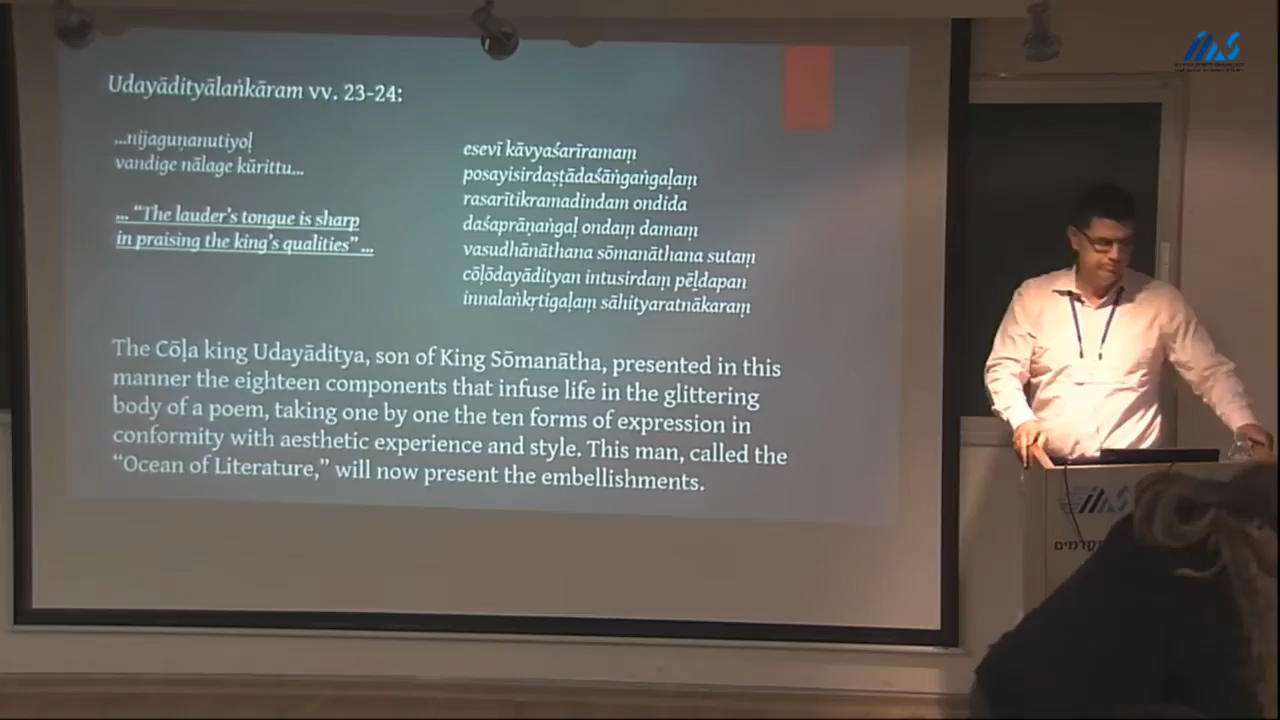 Udayādityālaṅkāram vv. 23-24:
...nijaguṇanutiyoḷ
vandige nālage kūrittu...
... “The lauder’s tongue is sharp
in praising the king’s qualities” ...
esevī kāvyaśarīramaṃ
posayisirdaṣṭādaśāṅgaṅgaḷaṃ
rasarītikramadindam ondida
daśaprāṇaṅgaḷ ondaṃ damaṃ
vasudhānāthana sōmanāthana sutaṃ
cōḷōdayādityan intusirdaṃ pēḻdapan
innalaṅkṛtigaḷaṃ sāhityaratnākaraṃ
The Cōḷa king Udayāditya, son of King Sōmanātha, presented in this
manner the eighteen components that infuse life in the glittering
body of a poem, taking one by one the ten forms of expression in
conformity with aesthetic experience and style. This man, called the
“Ocean of Literature,” will now present the embellishments.
iias